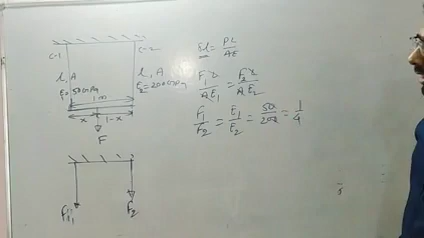 C-1 C-2
l, A l, A
E₁=50GPa E₂=200GPa
1m
x 1-x
F
F₁ F₂
δl = PL/AE
F₁l/AE₁ = F₂l/AE₂
F₁/F₂ = E₁/E₂ = 50/200 = 1/4